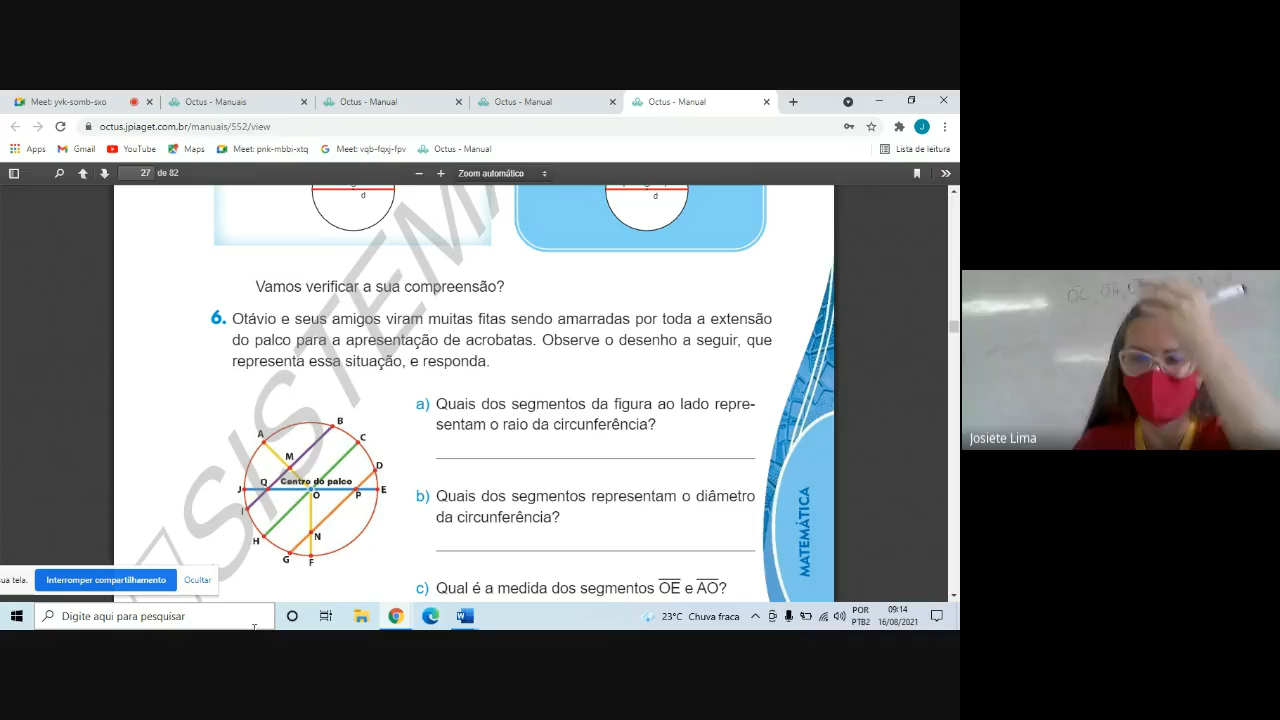 Meet: yvk-somb-sxo
Octus - Manuais
Octus - Manual
Octus - Manual
Octus - Manual
octus.jpiaget.com.br/manuais/552/view
Apps
Gmail
YouTube
Maps
Meet: pnk-mbbi-xtq
Meet: vqb-fqxj-fpv
Octus - Manual
Lista de leitura
27 de 82
Zoom automático
d
d
SISTEMA
Vamos verificar a sua compreensão?
6. Otávio e seus amigos viram muitas fitas sendo amarradas por toda a extensão
do palco para a apresentação de acrobatas. Observe o desenho a seguir, que
representa essa situação, e responda.
a) Quais dos segmentos da figura ao lado repre-
sentam o raio da circunferência?
b) Quais dos segmentos representam o diâmetro
da circunferência?
c) Qual é a medida dos segmentos OE e AO?
A
B
C
M
D
J
Q
Centro do palco
O
P
E
I
H
N
G
F
MATEMÁTICA
sua tela.
Interromper compartilhamento
Ocultar
Digite aqui para pesquisar
23°C Chuva fraca
POR
PTB2
09:14
16/08/2021
J
OC
Josiete Lima